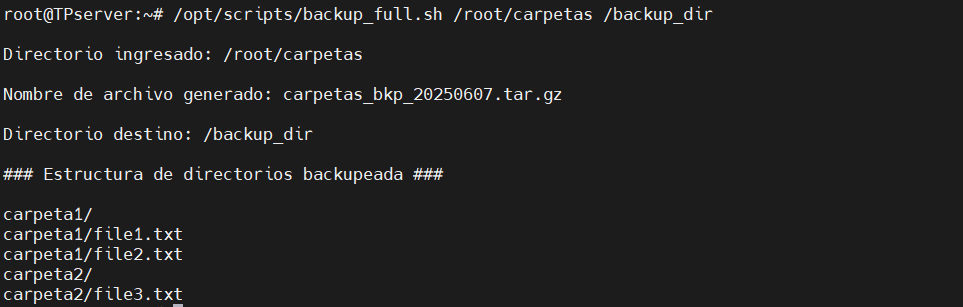 root@TPserver:~# /opt/scripts/backup_full.sh /root/carpetas /backup_dir
Directorio ingresado: /root/carpetas
Nombre de archivo generado: carpetas_bkp_20250607.tar.gz
Directorio destino: /backup_dir
### Estructura de directorios backupeada ###
carpeta1/
carpeta1/file1.txt
carpeta1/file2.txt
carpeta2/
carpeta2/file3.txt